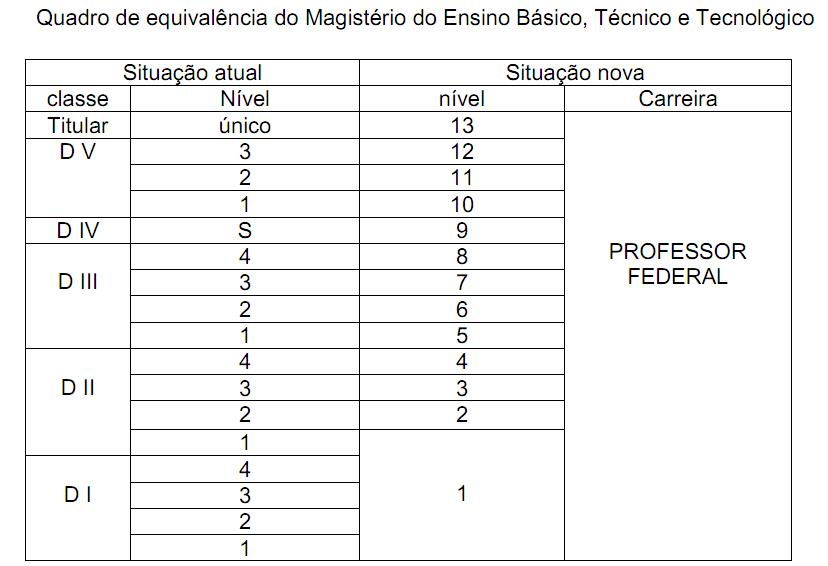 Quadro de equivalência do Magistério do Ensino Básico, Técnico e Tecnológico
Situação atual Situação nova
classe Nível nível Carreira
Titular único 13
D V 3 12
2 11
1 10
D IV S 9
4 8
PROFESSOR
FEDERAL
D III 3 7
2 6
1 5
4 4
D II 3 3
2 2
1
4
D I 3 1
2
1